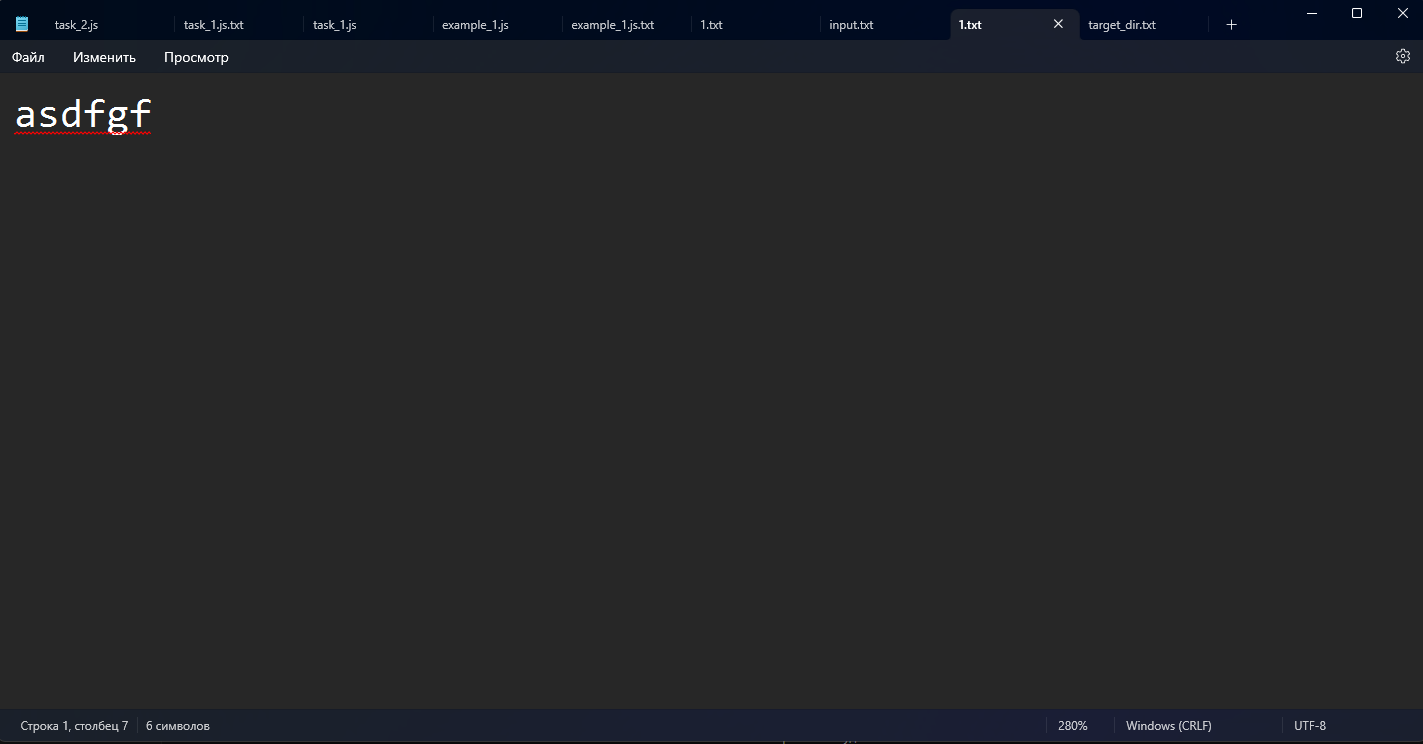 task_2.js task_1.js.txt task_1.js example_1.js example_1.js.txt 1.txt input.txt 1.txt target_dir.txt
Файл Изменить Просмотр
asdfgf
Строка 1, столбец 7 6 символов 280% Windows (CRLF) UTF-8